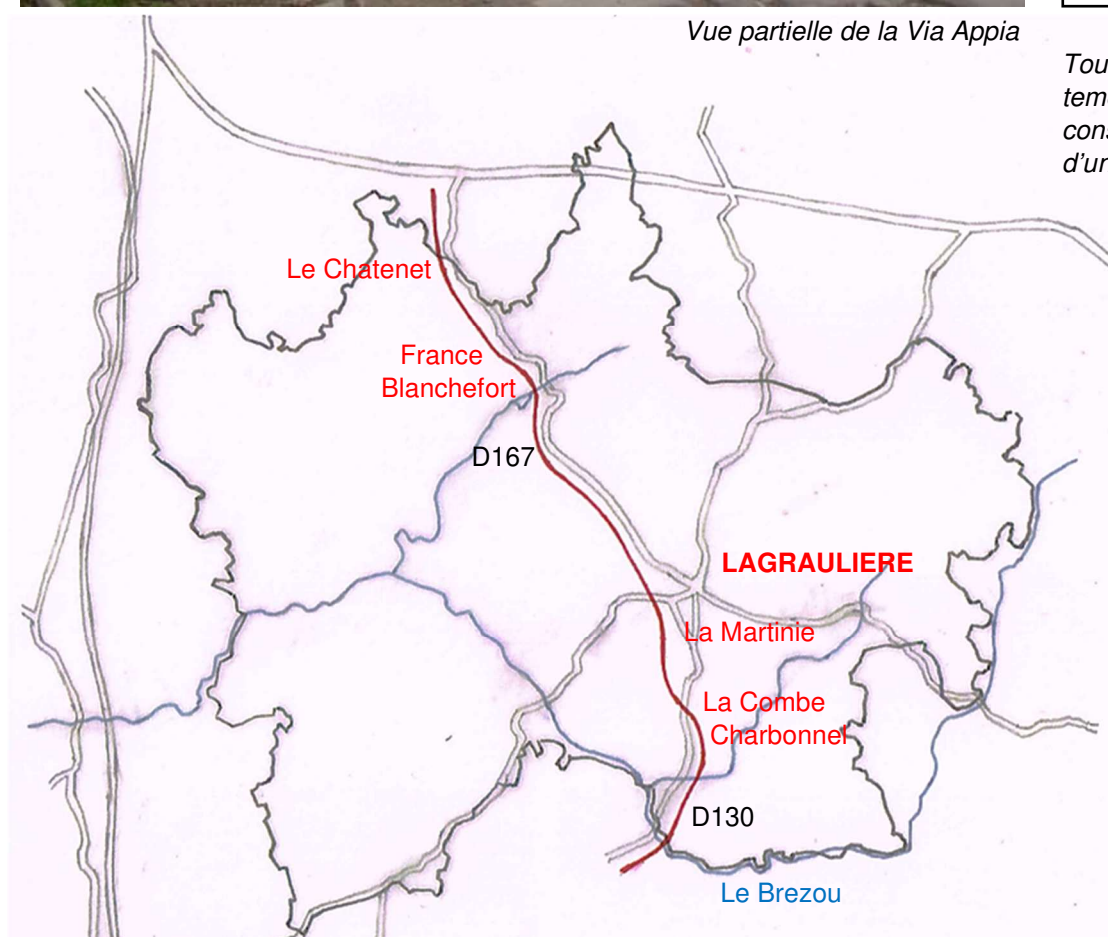 Vue partielle de la Via Appia
Le Chatenet
France
Blanchefort
D167
LAGRAULIERE
La Martinie
La Combe
Charbonnel
D130
Le Brezou